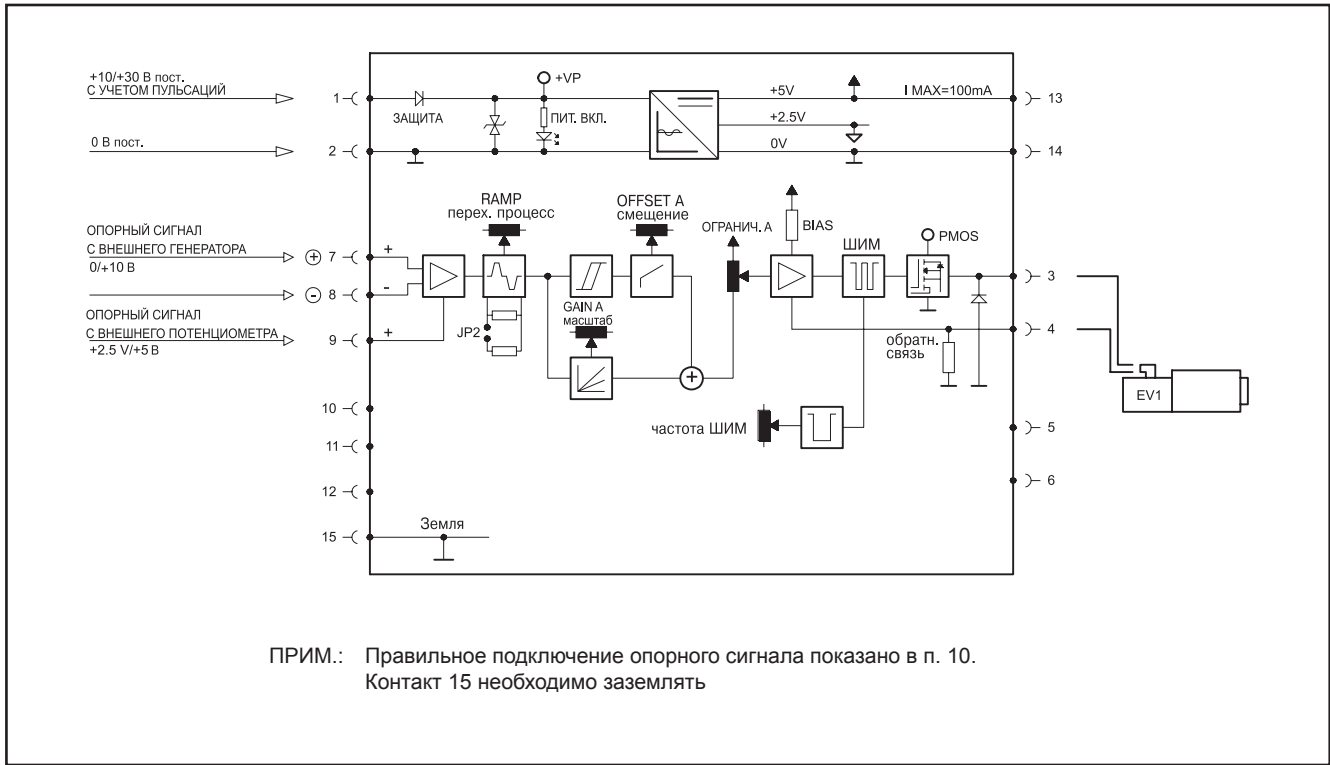 +10/+30 В пост.
С УЧЕТОМ ПУЛЬСАЦИЙ
1
ЗАЩИТА
+VP
ПИТ. ВКЛ.
+5V
I MAX=100mA
13
+2.5V
0 В пост.
2
0V
14
RAMP
перех. процесс
OFFSET A
смещение
ОГРАНИЧ. А
BIAS
ШИМ
PMOS
ОПОРНЫЙ СИГНАЛ
С ВНЕШНЕГО ГЕНЕРАТОРА
0/+10 В
+ 7
+
- 8
-
3
ОПОРНЫЙ СИГНАЛ
С ВНЕШНЕГО ПОТЕНЦИОМЕТРА
+2.5 V/+5 В
9
+
JP2
GAIN A
масштаб
+
4
обратн.
связь
EV1
10
частота ШИМ
5
11
12
6
15
Земля
ПРИМ.: Правильное подключение опорного сигнала показано в п. 10.
Контакт 15 необходимо заземлять